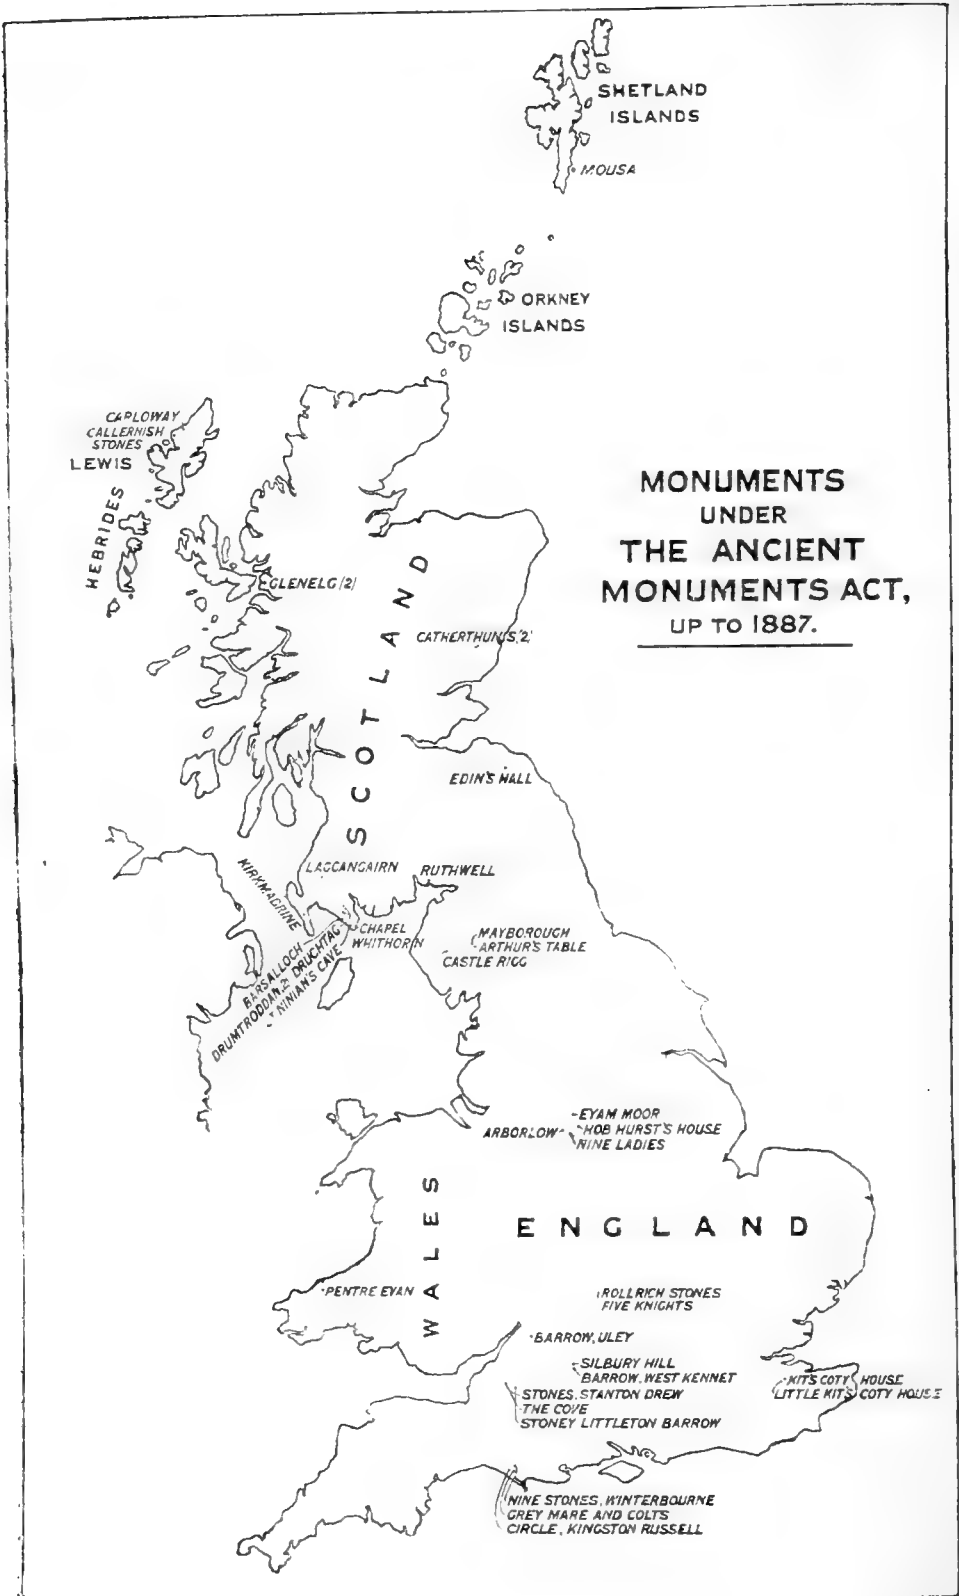 SHETLAND
ISLANDS
MOUSA
ORKNEY
ISLANDS
CARLOWAY
CALLERNISH
STONES
LEWIS
HEBRIDES
MONUMENTS
UNDER
THE ANCIENT
MONUMENTS ACT,
UP TO 1887.
GLENELG (2)
SCOTLAND
CATHERTHUNS, (2)
EDIN'S HALL
LAGGANGAIRN
RUTHWELL
KIRKMADRINE
CHAPEL
WHITHORN
BARSALLOCH
DRUMTRODDAN, 2, DRUCHTAG
NINIAN'S CAVE
MAYBOROUGH
ARTHUR'S TABLE
CASTLE RIGG
EYAM MOOR
ARBORLOW
HOB HURST'S HOUSE
NINE LADIES
WALES
ENGLAND
PENTRE EVAN
ROLLRICH STONES
FIVE KNIGHTS
BARROW, ULEY
SILBURY HILL
BARROW, WEST KENNET
KITS COTY HOUSE
LITTLE KITS COTY HOUSE
STONES, STANTON DREW
THE COVE
STONEY LITTLETON BARROW
NINE STONES, WINTERBOURNE
GREY MARE AND COLTS
CIRCLE, KINGSTON RUSSELL